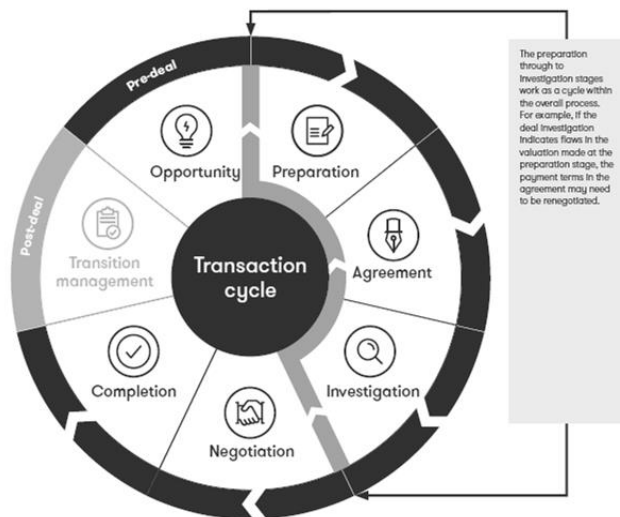 Pre-deal
Post-deal
Opportunity
Preparation
Agreement
Investigation
Negotiation
Completion
Transition
management
Transaction
cycle
The preparation
through to
investigation stages
work as a cycle within
the overall process.
For example, if the
deal investigation
indicates flaws in the
valuation made at the
preparation stage, the
payment terms in the
agreement may need
to be renegotiated.